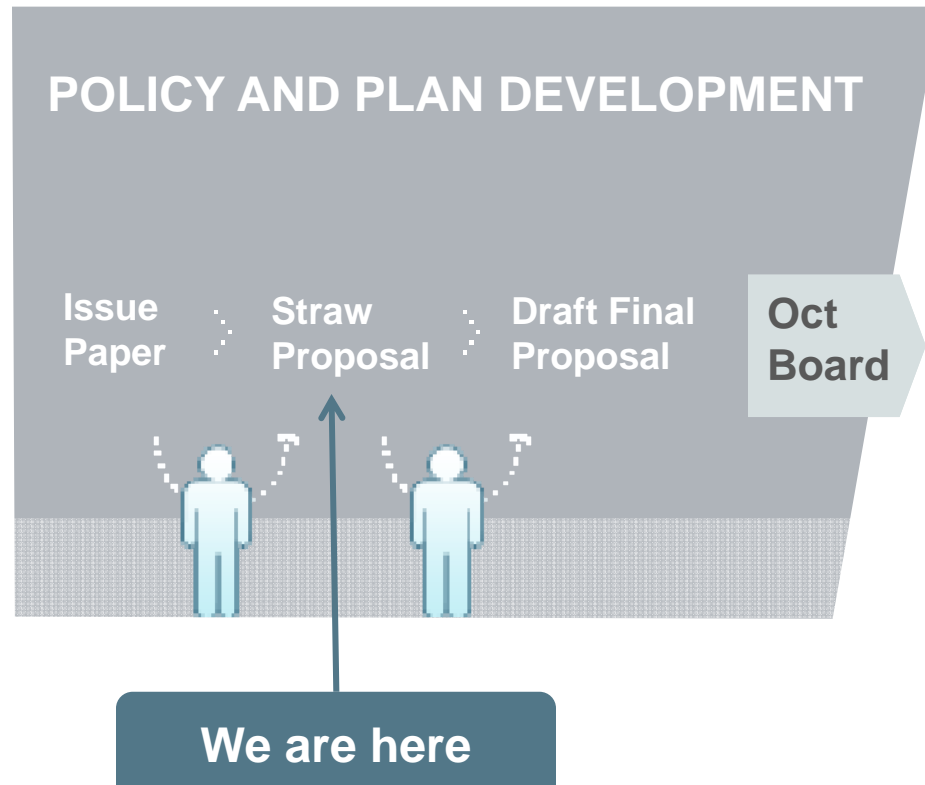 POLICY AND PLAN DEVELOPMENT
Issue
Paper
Straw
Proposal
Draft Final
Proposal
Oct
Board
We are here